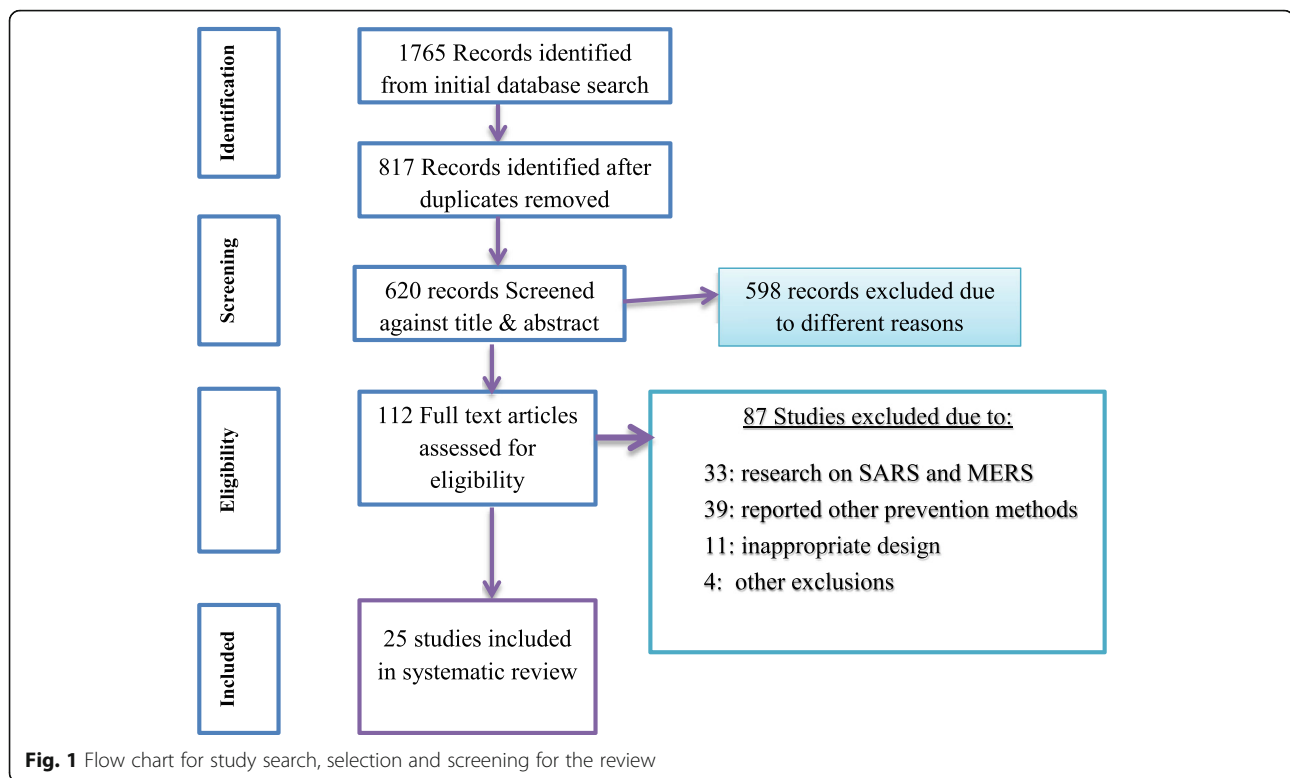 Identification
1765 Records identified
from initial database search
817 Records identified after
duplicates removed
Screening
620 records Screened
against title & abstract
598 records excluded due
to different reasons
Eligibility
112 Full text articles
assessed for
eligibility
87 Studies excluded due to:
33: research on SARS and MERS
39: reported other prevention methods
11: inappropriate design
4: other exclusions
Included
25 studies included
in systematic review
Fig. 1 Flow chart for study search, selection and screening for the review